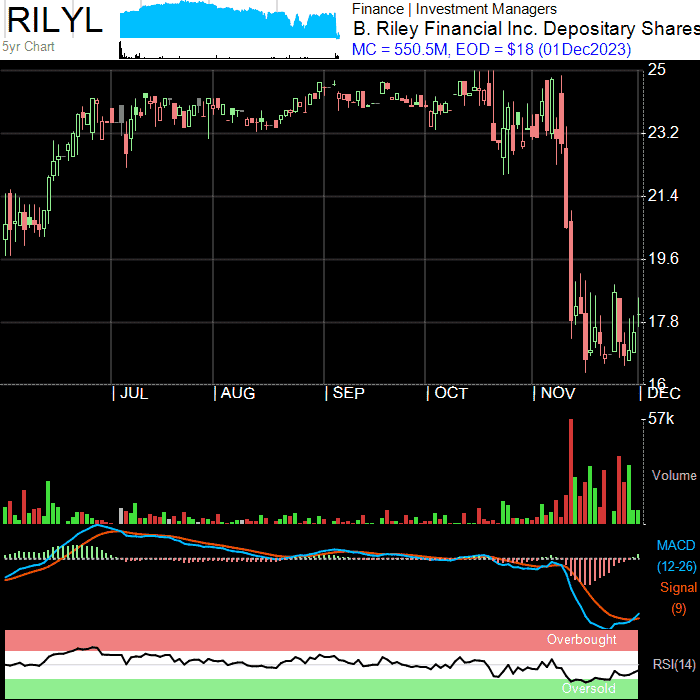 RILYL
5yr Chart
Finance | Investment Managers
B. Riley Financial Inc. Depositary Shares
MC = 550.5M, EOD = $18 (01Dec2023)
25
23.2
21.4
19.6
17.8
16
JUL AUG SEP OCT NOV DEC
57k
Volume
MACD
(12-26)
Signal
(9)
Overbought
RSI(14)
Oversold